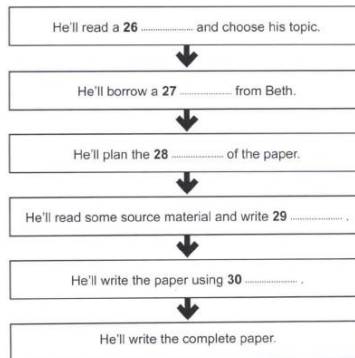 He'll read a 26 .................. and choose his topic.
He'll borrow a 27 .................. from Beth.
He'll plan the 28 .................. of the paper.
He'll read some source material and write 29 .................. .
He'll write the paper using 30 .................. .
He'll write the complete paper.